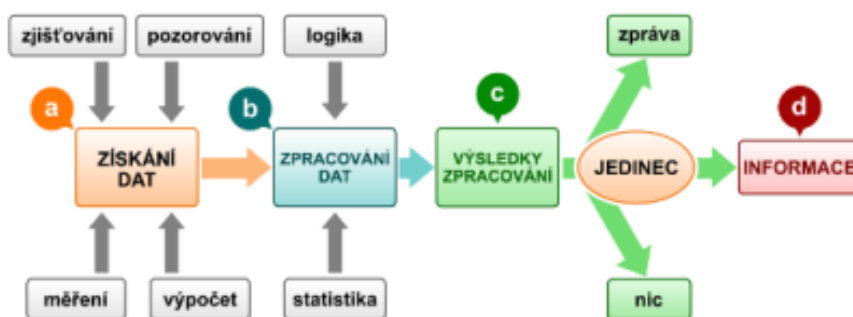 zjišťování
pozorování
logika
zpráva
a
b
c
d
ZÍSKÁNÍ
DAT
ZPRACOVÁNÍ
DAT
VÝSLEDKY
ZPRACOVÁNÍ
JEDINEC
INFORMACE
měření
výpočet
statistika
nic